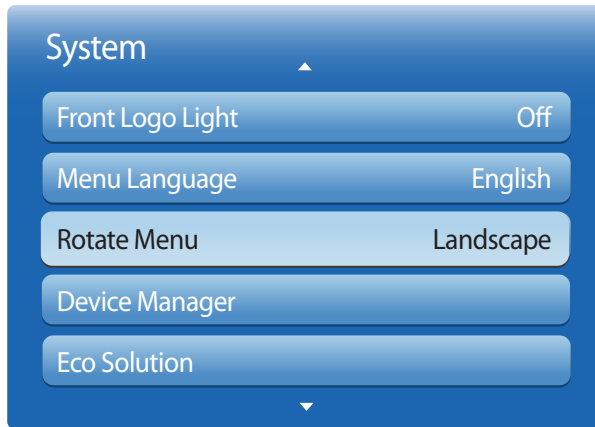 System
Front Logo Light Off
Menu Language English
Rotate Menu Landscape
Device Manager
Eco Solution